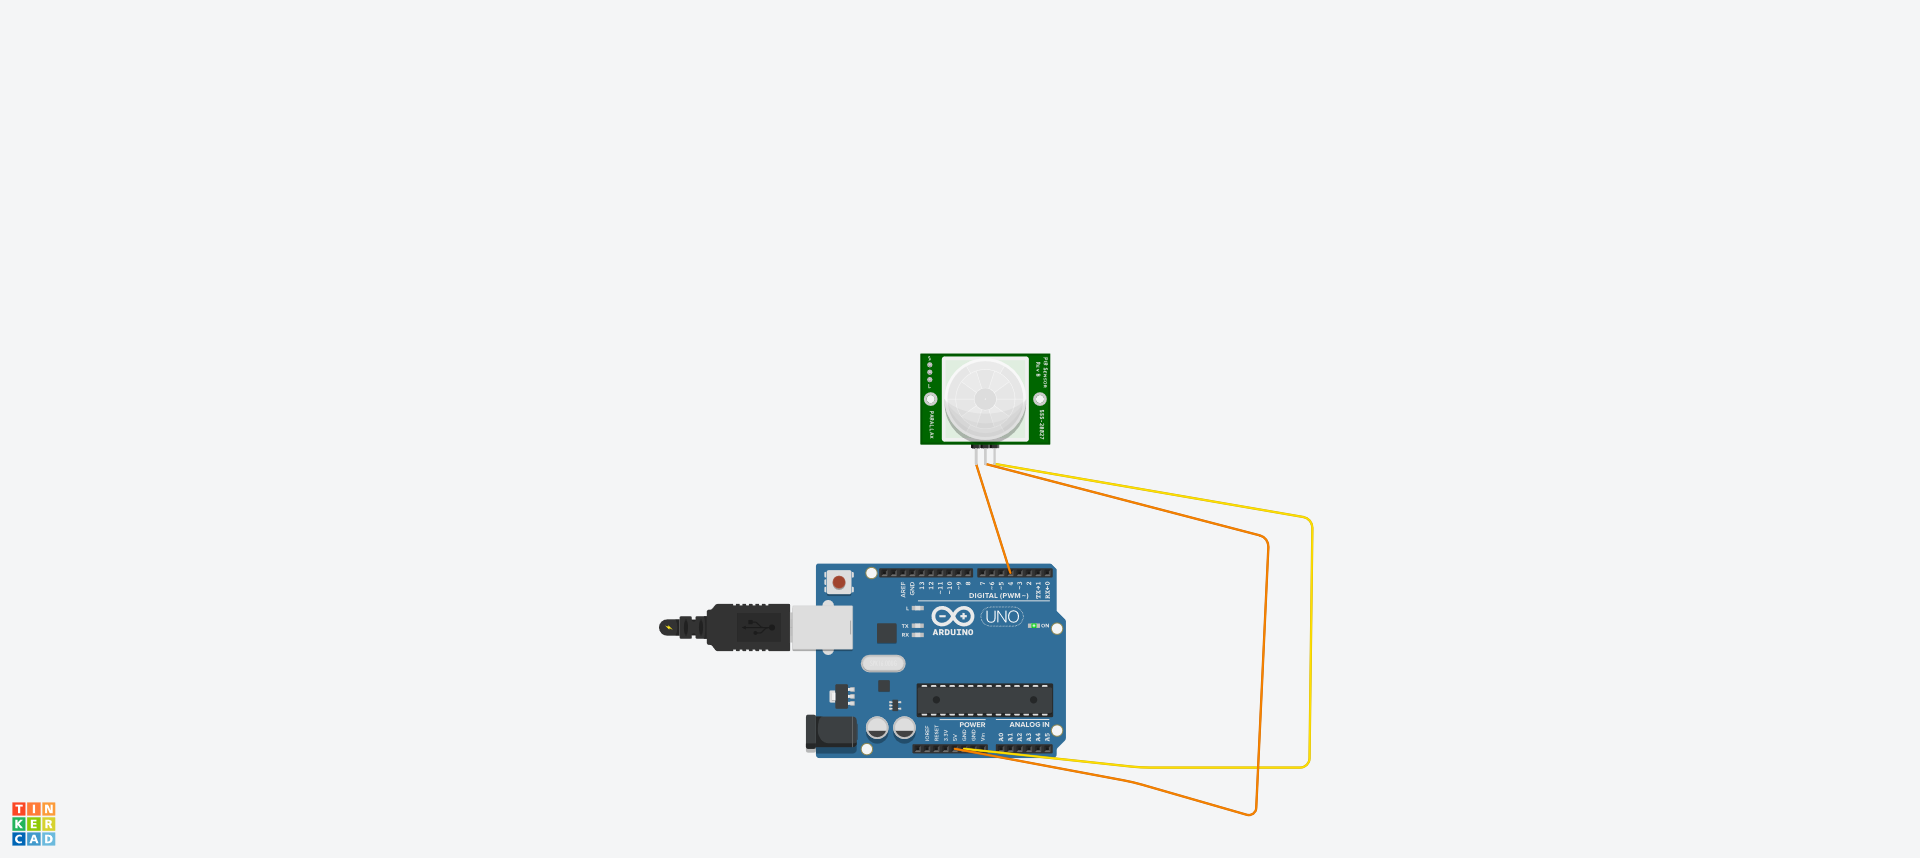 S
L
PARALLAX
PIR Sensor
Rev B
555-28027
AREF
GND
13
12
~11
~10
~9
8
7
~6
~5
4
~3
2
TX→1
RX←0
DIGITAL (PWM~)
L
TX
RX
ARDUINO
UNO
ON
POWER
ANALOG IN
IOREF
RESET
3.3V
5V
GND
GND
Vin
A0
A1
A2
A3
A4
A5
TIN
KER
CAD